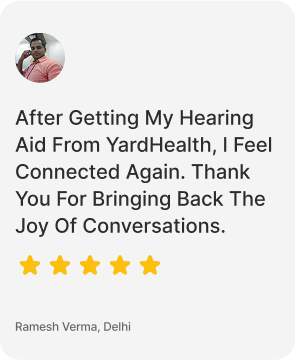 After Getting My Hearing
Aid From YardHealth, I Feel
Connected Again. Thank
You For Bringing Back The
Joy Of Conversations.
Ramesh Verma, Delhi